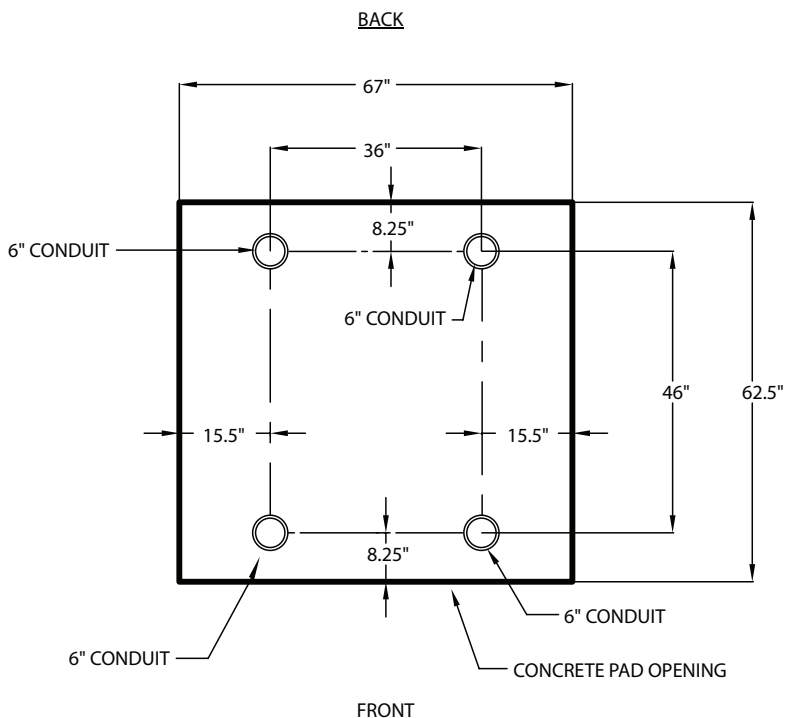 BACK
67"
36"
8.25"
6" CONDUIT
6" CONDUIT
46"
62.5"
15.5"
15.5"
8.25"
6" CONDUIT
6" CONDUIT
CONCRETE PAD OPENING
FRONT